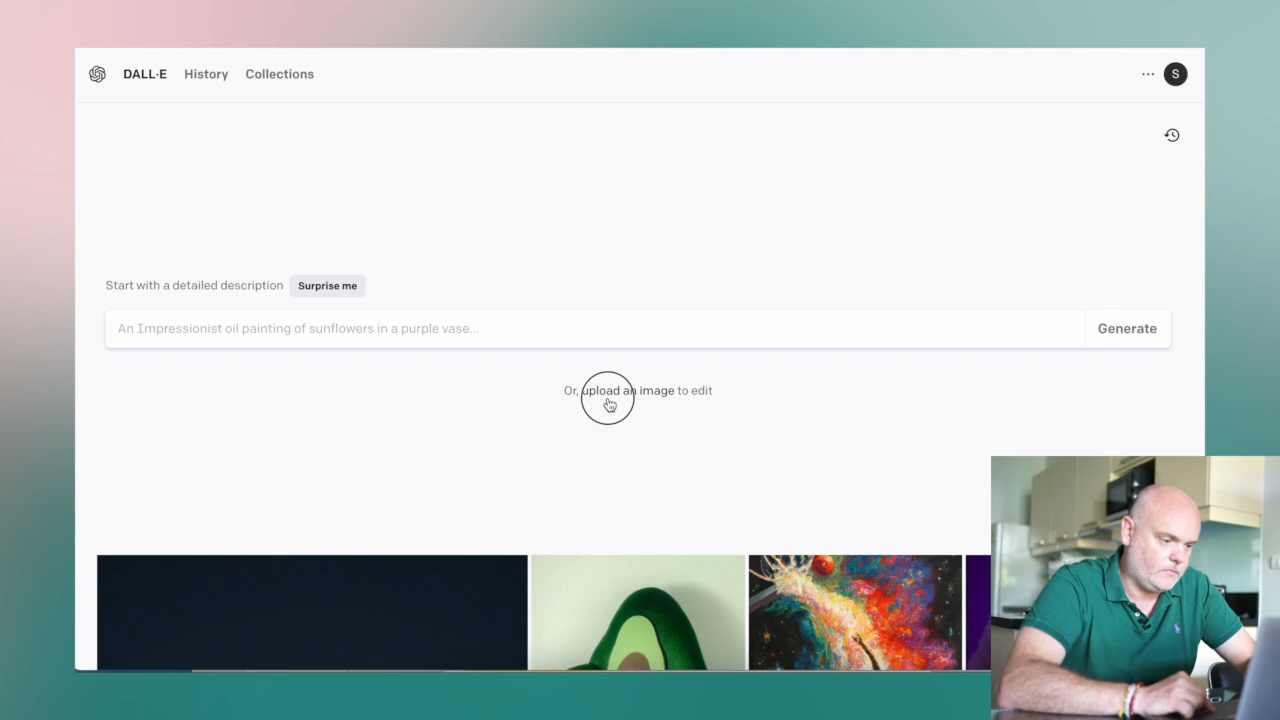 DALL·E History Collections ··· S
Start with a detailed description Surprise me
An Impressionist oil painting of sunflowers in a purple vase... Generate
Or, upload an image to edit